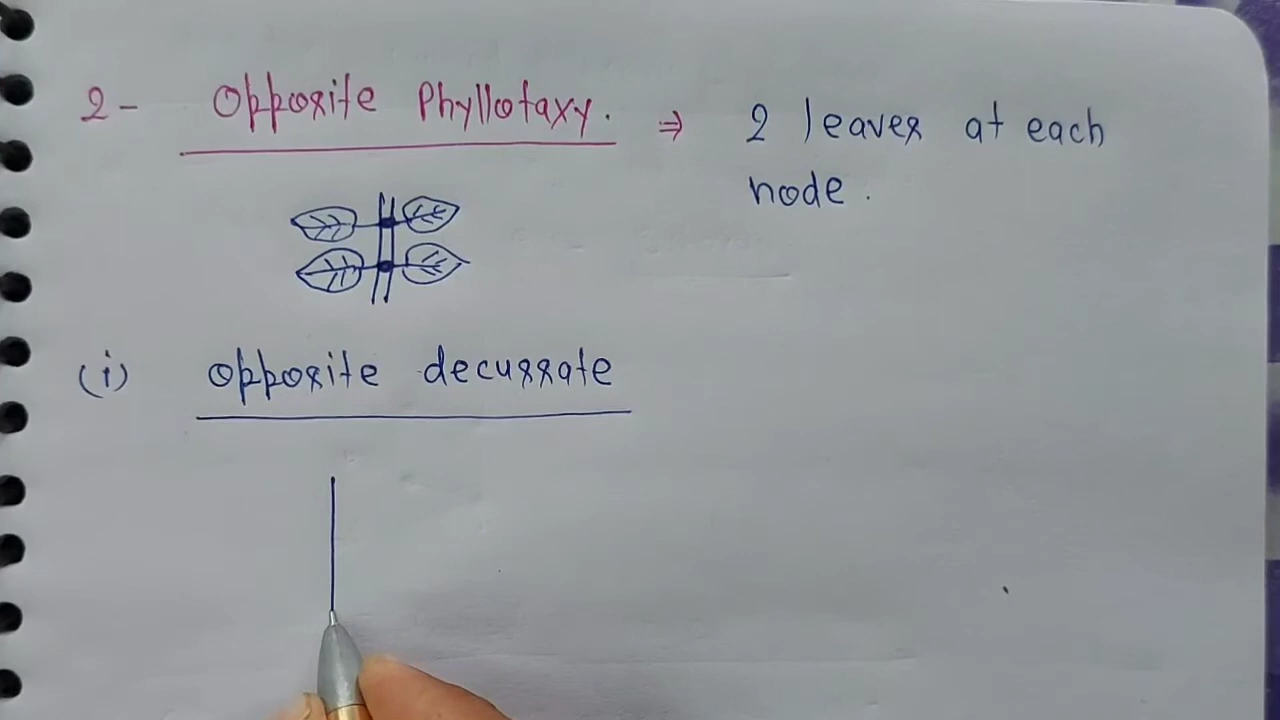 2- Opposite Phyllotaxy. ⇒ 2 leaves at each
node.
(i) opposite decussate